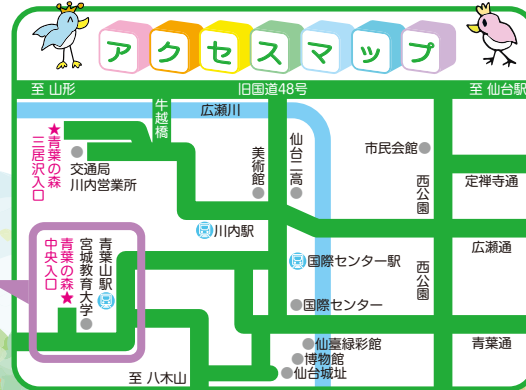 アクセスマップ
至 山形
旧国道48号
至 仙台駅
牛越橋
広瀬川
★青葉の森
三居沢入口
交通局
川内営業所
美術館
仙台二高
市民会館
西公園
定禅寺通
川内駅
広瀬通
国際センター駅
西公園
青葉の森★
中央入口
宮城教育大学
青葉山駅
国際センター
仙臺緑彩館
博物館
仙台城址
青葉通
至 八木山